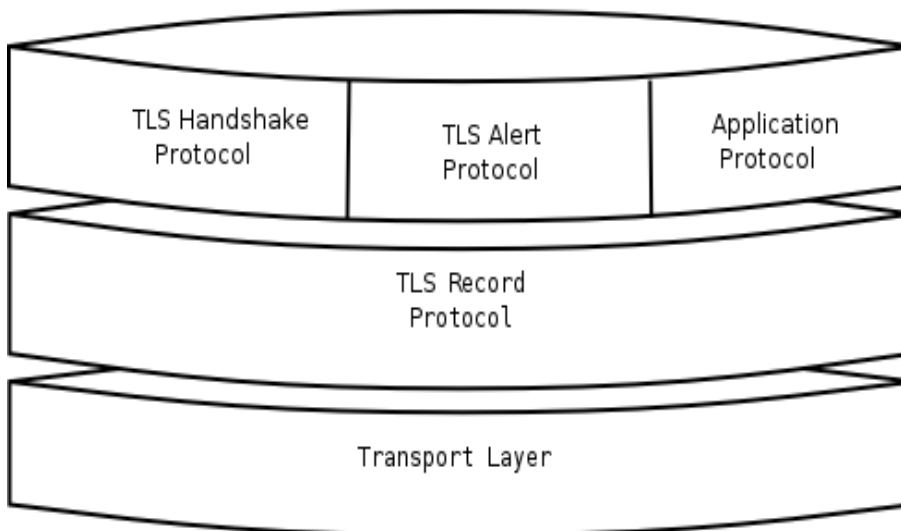 TLS Handshake
Protocol
TLS Alert
Protocol
Application
Protocol
TLS Record
Protocol
Transport Layer